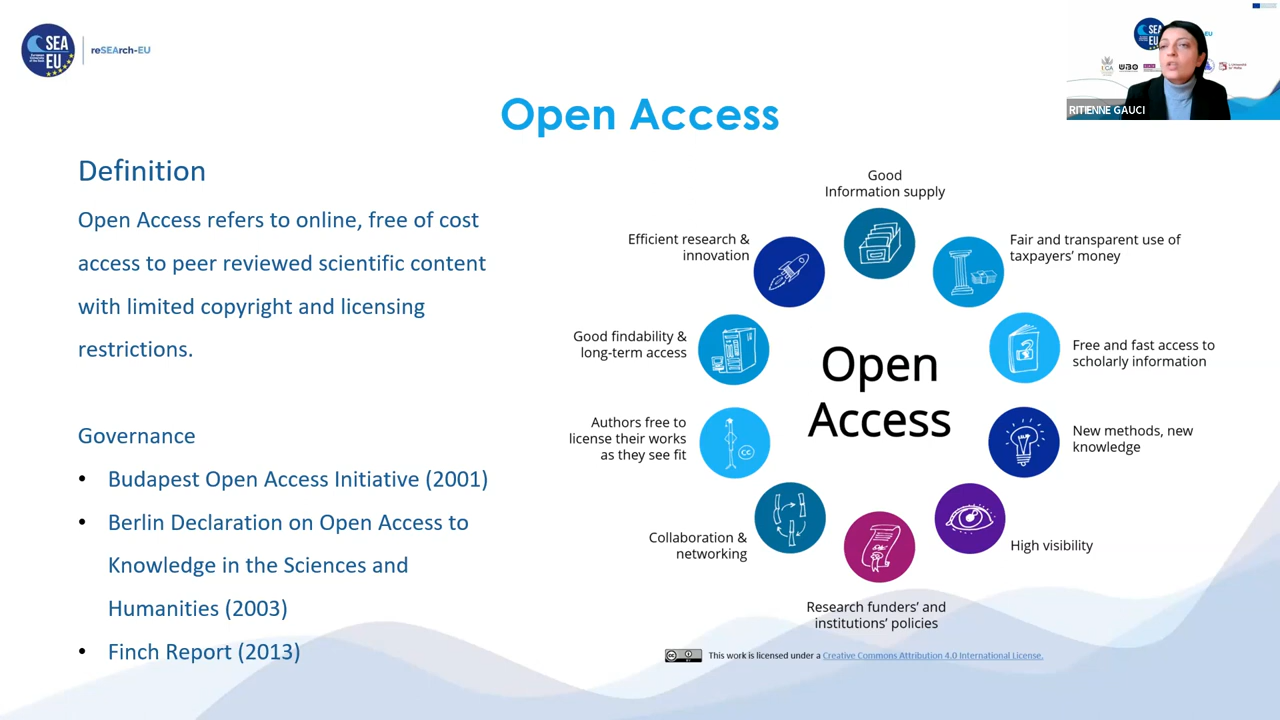 SEA
EU
reSEArch-EU
RITIENNE GAUCI
Open Access
Definition
Open Access refers to online, free of cost
access to peer reviewed scientific content
with limited copyright and licensing
restrictions.
Governance
• Budapest Open Access Initiative (2001)
• Berlin Declaration on Open Access to
Knowledge in the Sciences and
Humanities (2003)
• Finch Report (2013)
Good
Information supply
Fair and transparent use of
taxpayers’ money
Free and fast access to
scholarly information
New methods, new
knowledge
High visibility
Research funders’ and
institutions’ policies
Collaboration &
networking
Authors free to
license their works
as they see fit
CC
Good findability &
long-term access
Efficient research &
innovation
Open
Access
This work is licensed under a Creative Commons Attribution 4.0 International License.